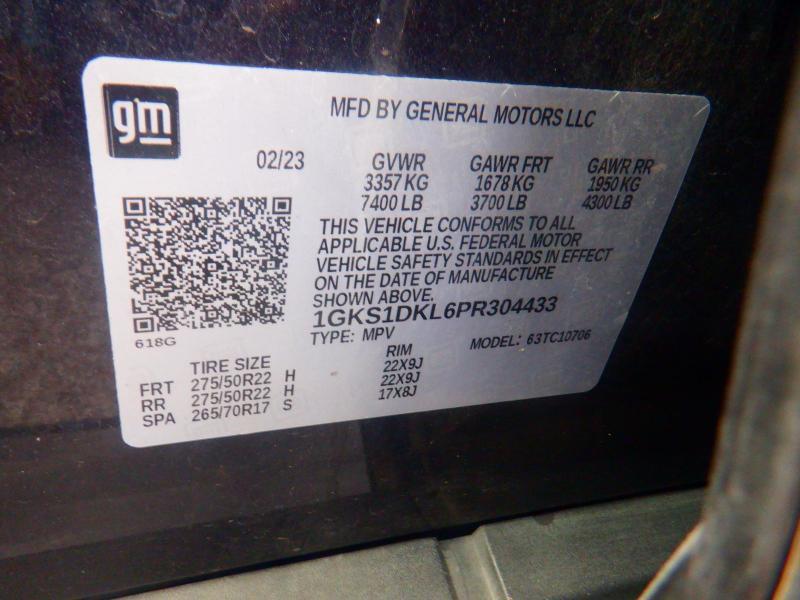 gm
MFD BY GENERAL MOTORS LLC
02/23 GVWR GAWR FRT GAWR RR
3357 KG 1678 KG 1950 KG
7400 LB 3700 LB 4300 LB
THIS VEHICLE CONFORMS TO ALL
APPLICABLE U.S. FEDERAL MOTOR
VEHICLE SAFETY STANDARDS IN EFFECT
ON THE DATE OF MANUFACTURE
SHOWN ABOVE.
1GKS1DKL6PR304433
618G
TYPE: MPV MODEL: 63TC10706
TIRE SIZE RIM
FRT 275/50R22 H 22X9J
RR 275/50R22 H 22X9J
SPA 265/70R17 S 17X8J